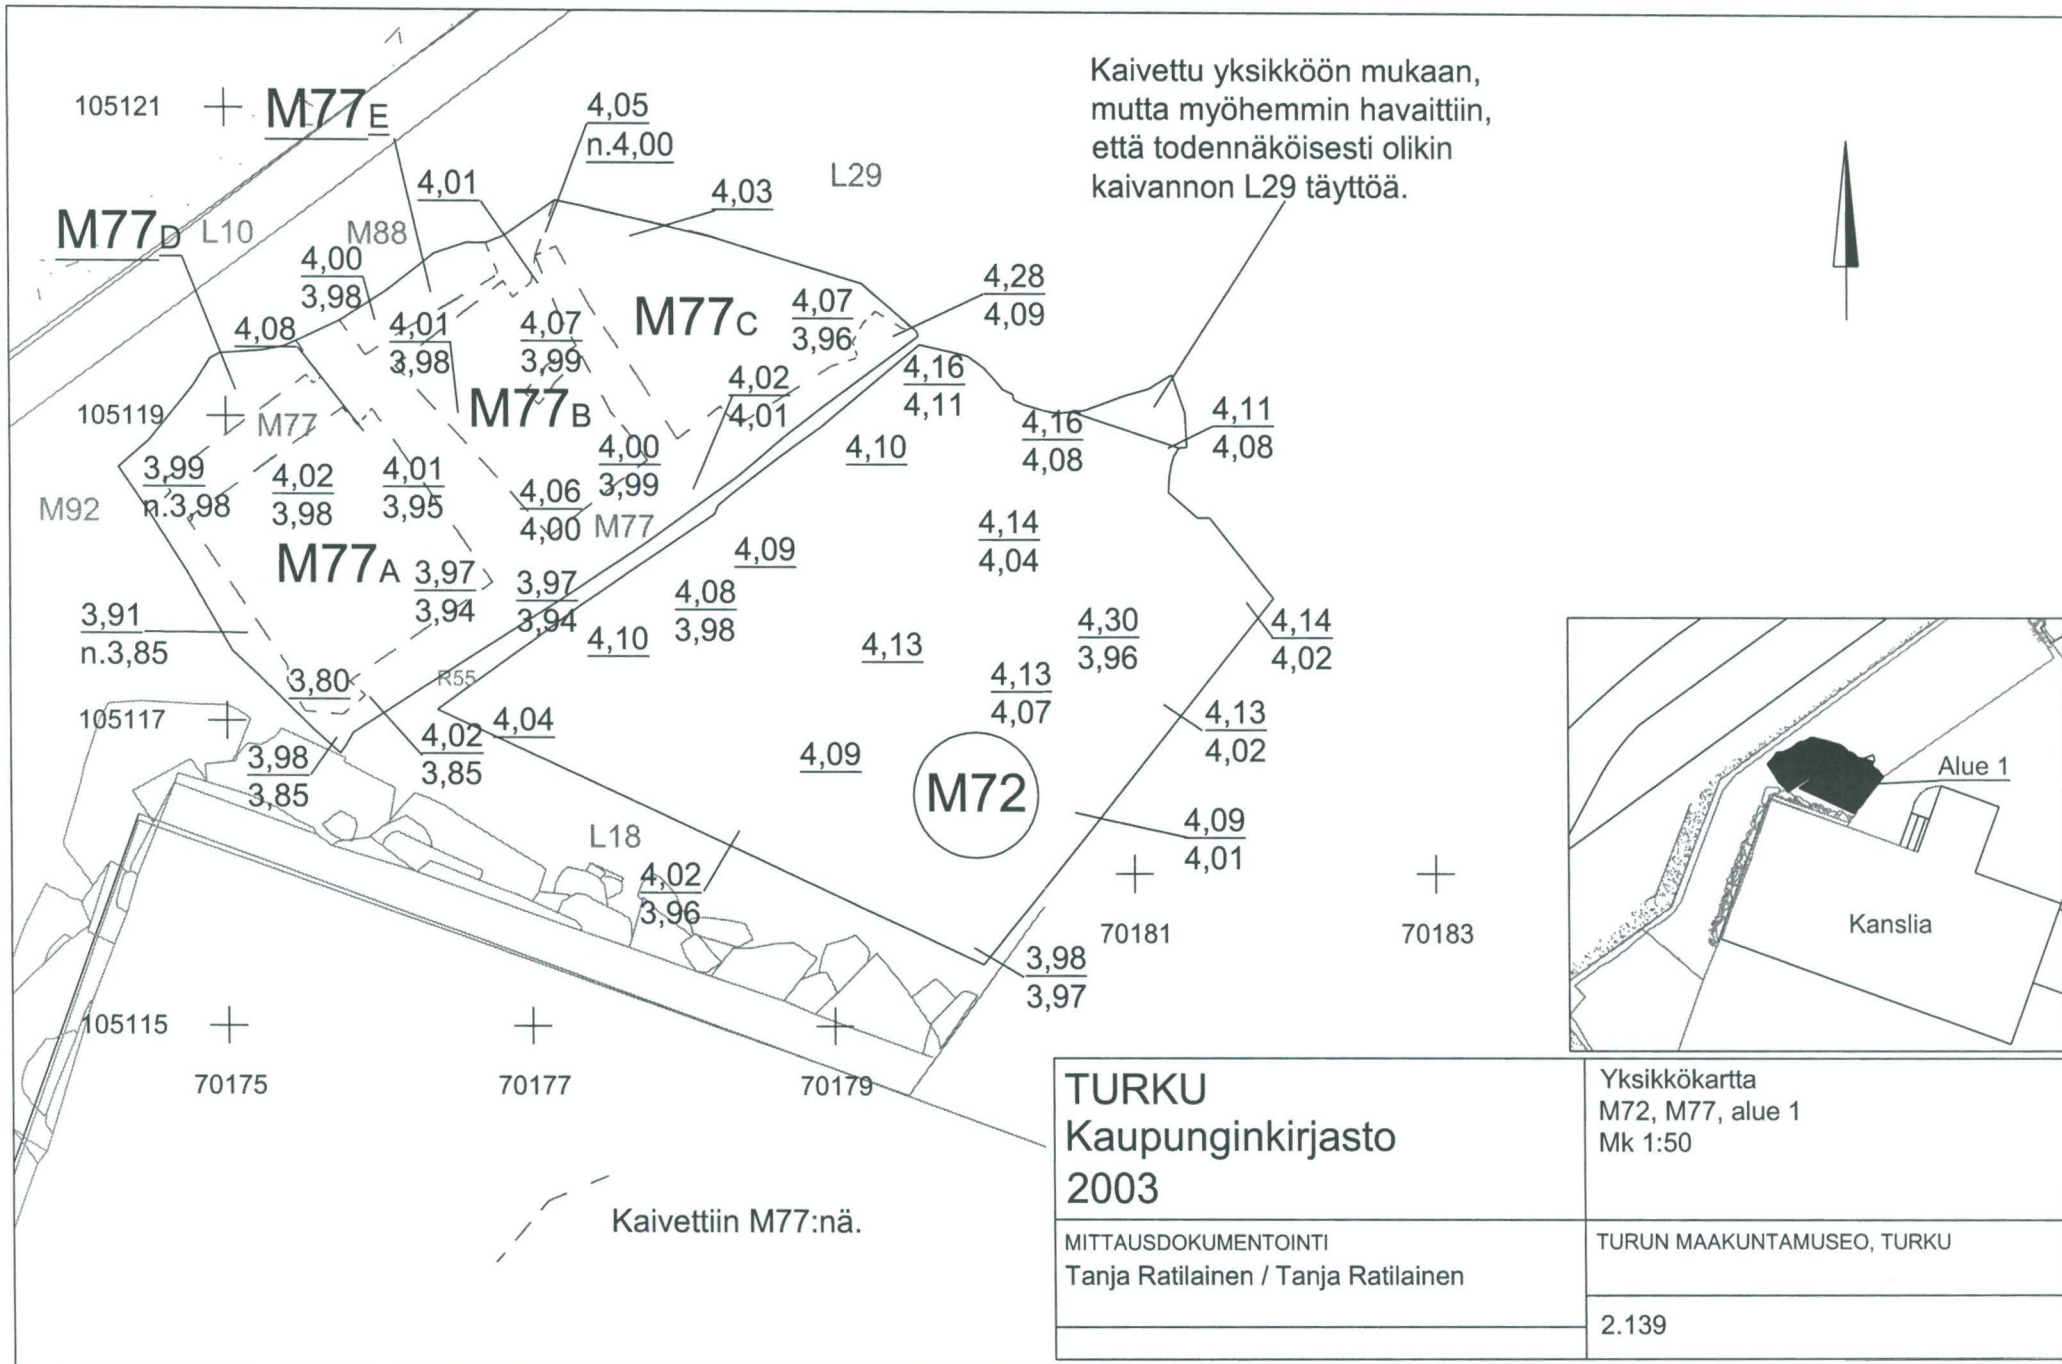 Kaivettu yksikköön mukaan,
mutta myöhemmin havaittiin,
että todennäköisesti olikin
kaivannon L29 täyttöä.
105121
M77E
4,05
n.4,00
4,01
4,03
L29
M77D
L10
M88
4,00
3,98
4,08
4,01
3,98
4,07
3,99
M77C
4,07
3,96
4,28
4,09
105119
M77
M77B
4,02
4,01
4,16
4,11
4,16
4,08
4,11
4,08
4,10
M92
3,99
n.3,98
4,02
3,98
4,01
3,95
4,00
3,99
4,06
4,00
M77
4,14
4,04
M77A
3,97
3,94
3,97
3,94
4,09
4,08
3,98
4,10
4,13
4,30
3,96
4,14
4,02
3,91
n.3,85
3,80
R55
4,13
4,07
4,13
4,02
105117
4,04
4,02
3,85
3,98
3,85
4,09
M72
L18
4,02
3,96
4,09
4,01
70181
70183
3,98
3,97
105115
70175
70177
70179
Kaivettiin M77:nä.
Alue 1
Kanslia
TURKU
Kaupunginkirjasto
2003
Yksikkökartta
M72, M77, alue 1
Mk 1:50
MITTAUSDOKUMENTOINTI
Tanja Ratilainen / Tanja Ratilainen
TURUN MAAKUNTAMUSEO, TURKU
2.139